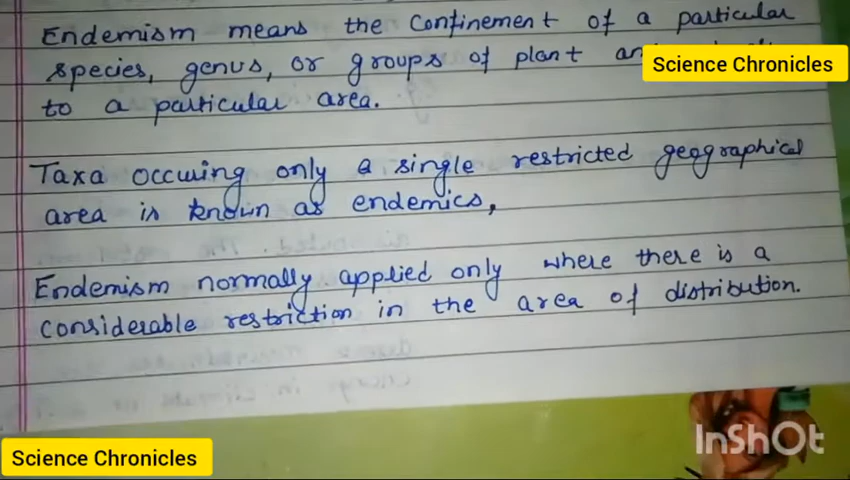 Endemism means the confinement of a particular
species, genus, or groups of plant
Science Chronicles
to a particular area.
Taxa occuring only a single restricted geographical
area is known as endemics,
Endemism normally applied only where there is a
considerable restriction in the area of distribution.
InShOt
Science Chronicles